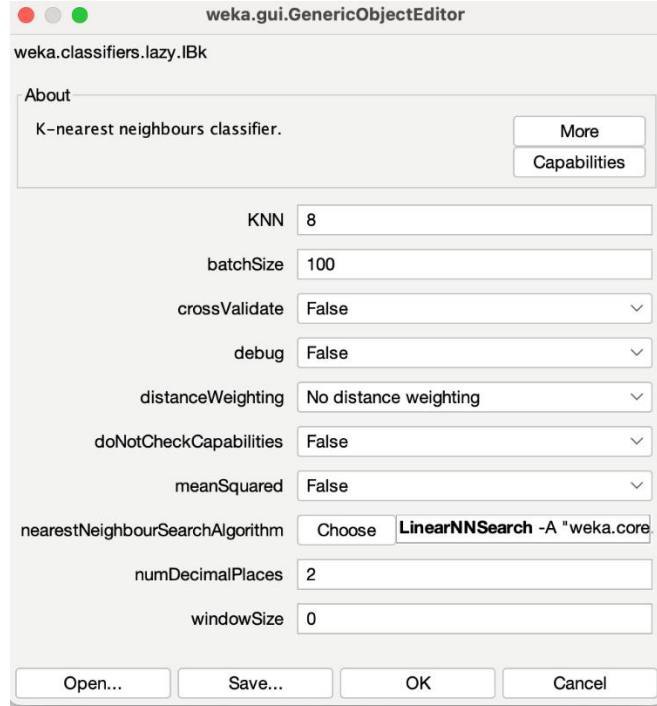 weka.gui.GenericObjectEditor
weka.classifiers.lazy.IBk
About
K-nearest neighbours classifier.
More
Capabilities
KNN 8
batchSize 100
crossValidate False
debug False
distanceWeighting No distance weighting
doNotCheckCapabilities False
meanSquared False
nearestNeighbourSearchAlgorithm Choose LinearNNSearch -A "weka.core.
numDecimalPlaces 2
windowSize 0
Open... Save... OK Cancel